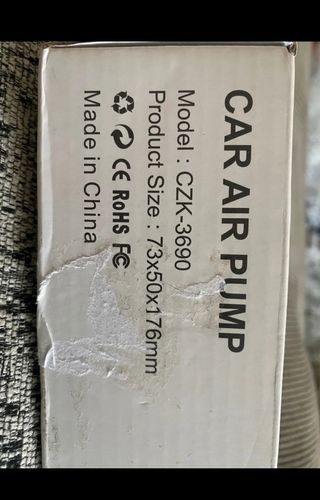 CAR AIR PUMP
Model : CZK-3690
Product Size : 73x50x176mm
CE RoHS FC
Made in China